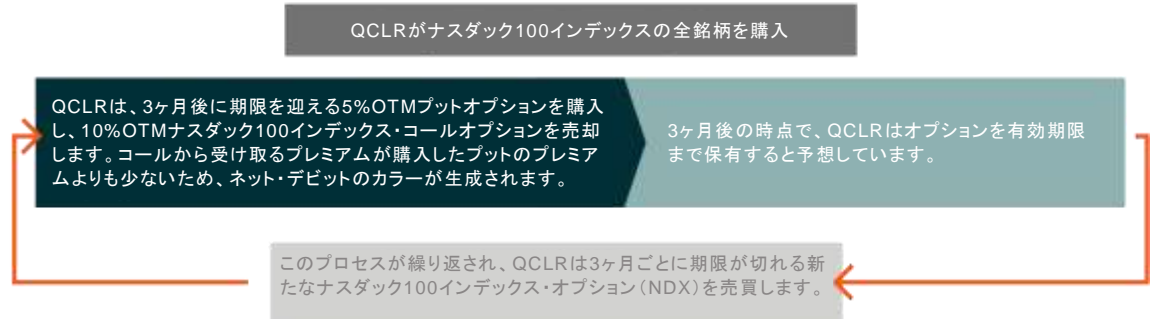 QCLRがナスダック100インデックスの全銘柄を購入
QCLRは、3ヶ月後に期限を迎える5%OTMプットオプションを購入
し、10%OTMナスダック100インデックス・コールオプションを売却
します。コールから受け取るプレミアムが購入したプットのプレミア
ムよりも少ないため、ネット・デビットのカラーが生成されます。
3ヶ月後の時点で、QCLRはオプションを有効期限
まで保有すると予想しています。
このプロセスが繰り返され、QCLRは3ヶ月ごとに期限が切れる新
たなナスダック100インデックス・オプション(NDX)を売買します。